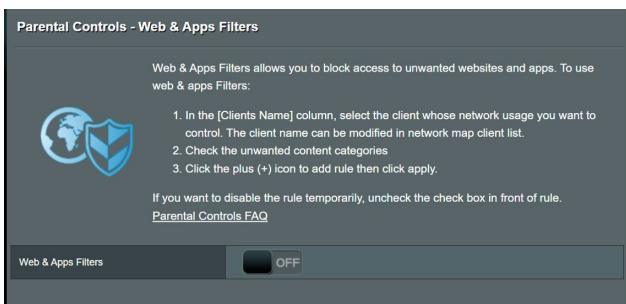 Parental Controls - Web & Apps Filters
Web & Apps Filters allows you to block access to unwanted websites and apps. To use
web & apps Filters:
1. In the [Clients Name] column, select the client whose network usage you want to
control. The client name can be modified in network map client list.
2. Check the unwanted content categories
3. Click the plus (+) icon to add rule then click apply.
If you want to disable the rule temporarily, uncheck the check box in front of rule.
Parental Controls FAQ
Web & Apps Filters
OFF